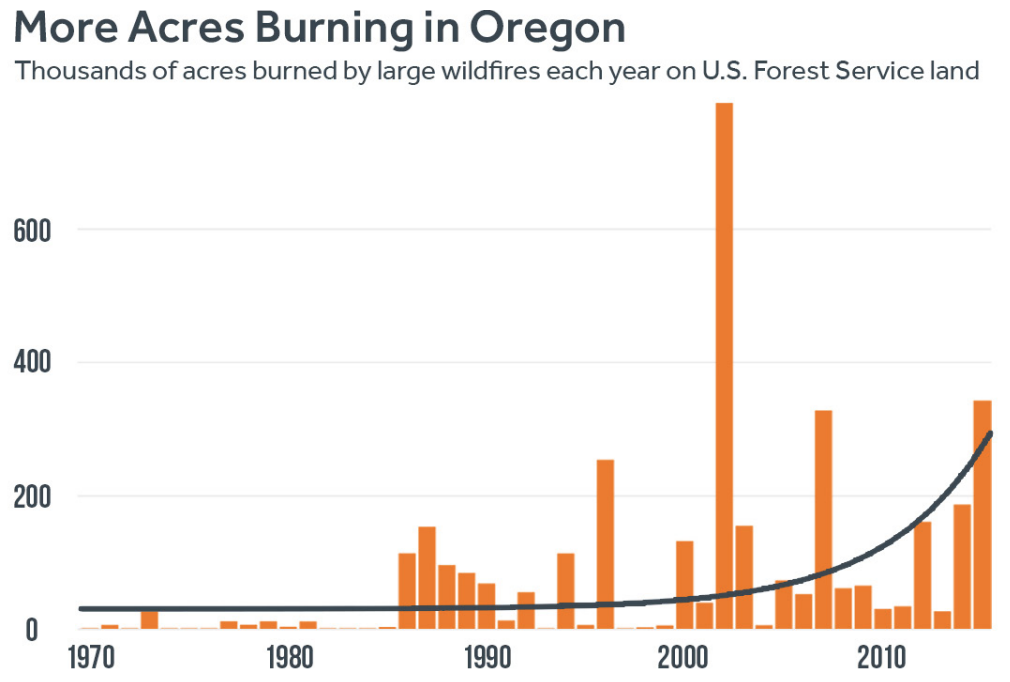 More Acres Burning in Oregon
Thousands of acres burned by large wildfires each year on U.S. Forest Service land
600
400
200
0
1970 1980 1990 2000 2010